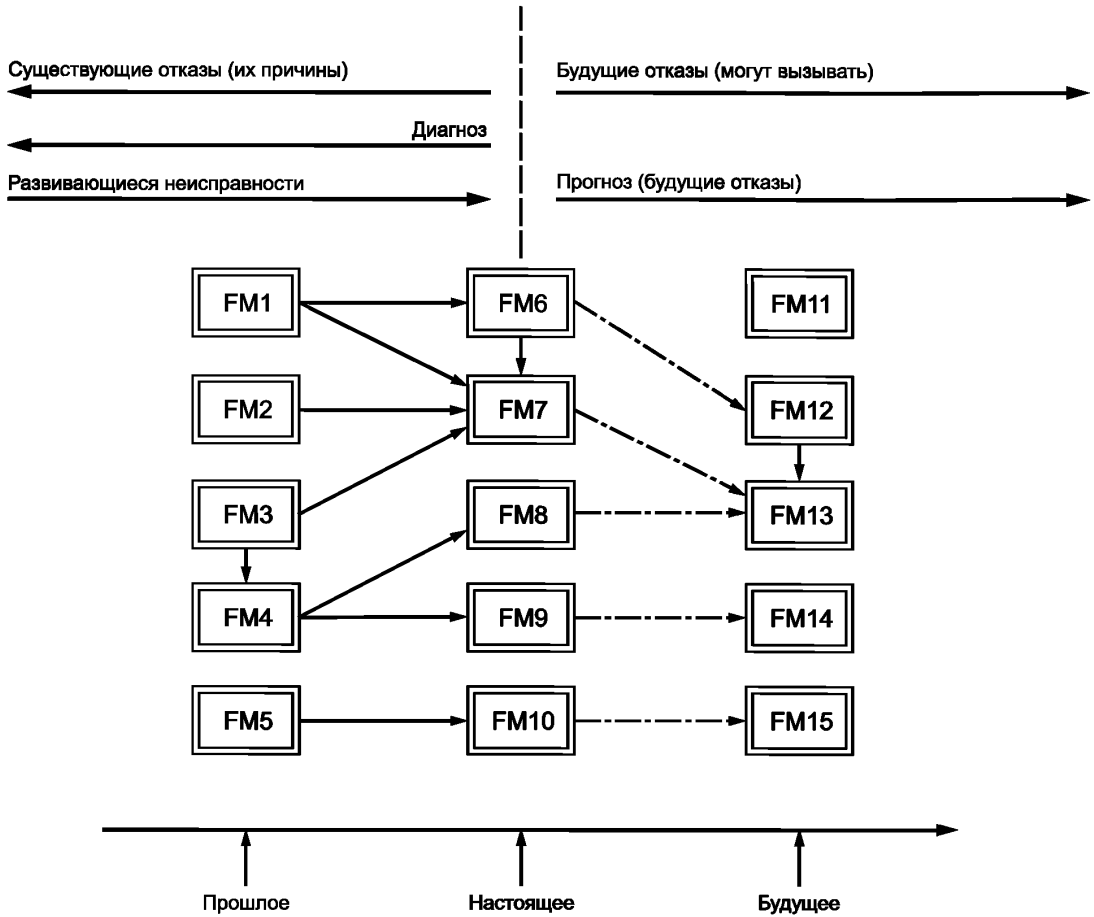 Существующие отказы (их причины)
Будущие отказы (могут вызывать)
Диагноз
Развивающиеся неисправности
Прогноз (будущие отказы)
FM1
FM6
FM11
FM2
FM7
FM12
FM3
FM8
FM13
FM4
FM9
FM14
FM5
FM10
FM15
Прошлое
Настоящее
Будущее